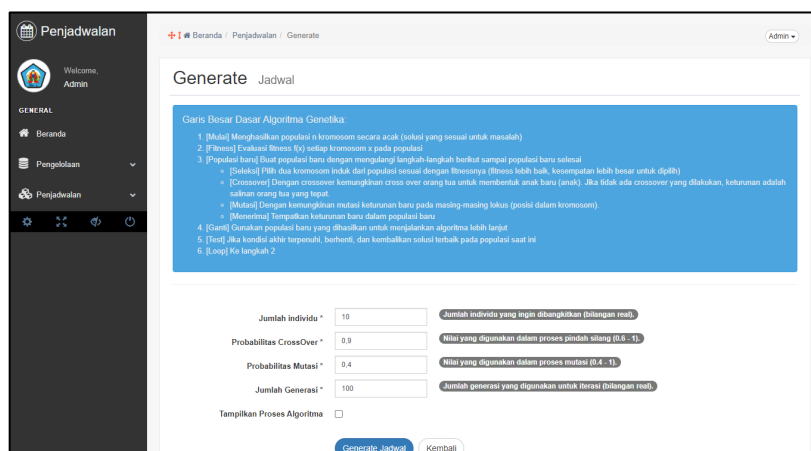 Penjadwalan
Beranda / Penjadwalan / Generate
Admin
Welcome,
Admin
GENERAL
Beranda
Pengelolaan
Penjadwalan
Generate Jadwal
Garis Besar Dasar Algoritma Genetika:
1. [Mulai] Menghasilkan populasi n kromosom secara acak (solusi yang sesuai untuk masalah)
2. [Fitness] Evaluasi fitness f(x) setiap kromosom x pada populasi
3. [Populasi baru] Buat populasi baru dengan mengulangi langkah-langkah berikut sampai populasi baru selesai
[Seleksi] Pilih dua kromosom induk dari populasi sesuai dengan fitnessnya (fitness lebih baik, kesempatan lebih besar untuk dipilih)
[Crossover] Dengan crossover kemungkinan cross over orang tua untuk membentuk anak baru (anak). Jika tidak ada crossover yang dilakukan, keturunan adalah
salinan orang tua yang tepat.
[Mutasi] Dengan kemungkinan mutasi keturunan baru pada masing-masing lokus (posisi dalam kromosom).
[Menerima] Tempatkan keturunan baru dalam populasi baru
4. [Ganti] Gunakan populasi baru yang dihasilkan untuk menjalankan algoritma lebih lanjut
5. [Test] Jika kondisi akhir terpenuhi, berhenti, dan kembalikan solusi terbaik pada populasi saat ini
6. [Loop] Ke langkah 2
Jumlah individu * 10 Jumlah individu yang ingin dibangkitkan (bilangan real).
Probabilitas CrossOver * 0,9 Nilai yang digunakan dalam proses pindah silang (0.6 - 1).
Probabilitas Mutasi * 0,4 Nilai yang digunakan dalam proses mutasi (0.4 - 1).
Jumlah Generasi * 100 Jumlah generasi yang digunakan untuk iterasi (bilangan real).
Tampilkan Proses Algoritma
Generate Jadwal Kembali